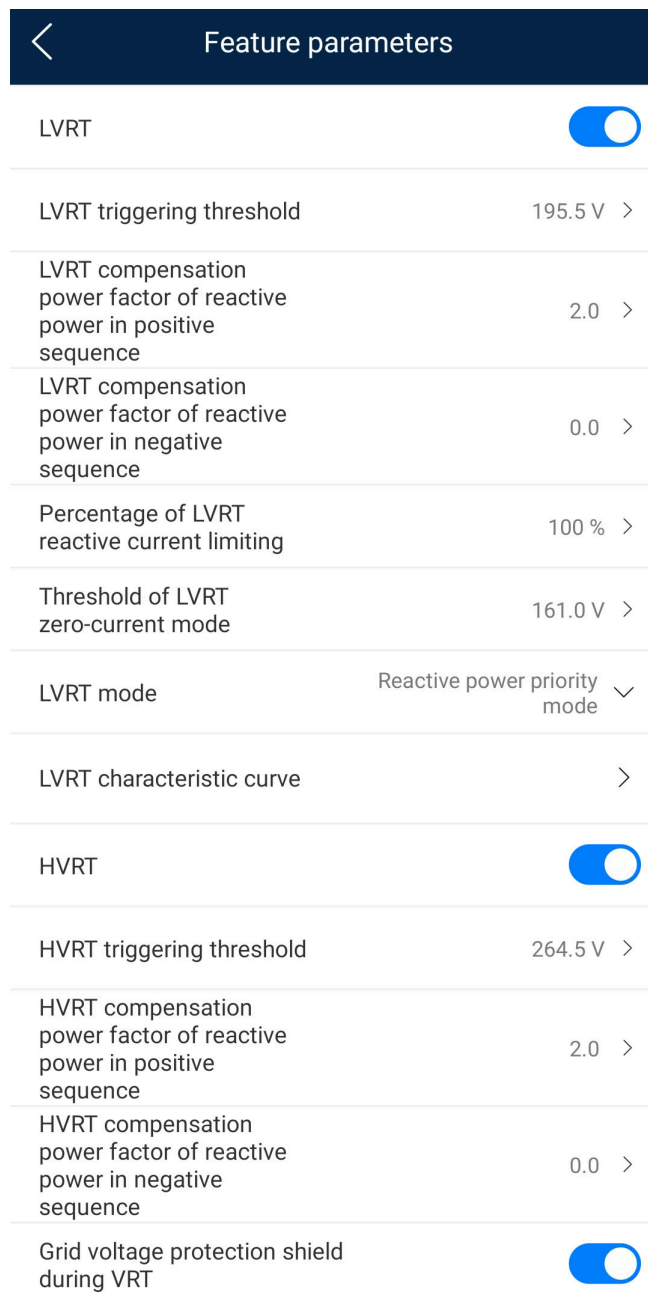 Feature parameters
LVRT
LVRT triggering threshold 195.5 V
LVRT compensation
power factor of reactive
power in positive
sequence
2.0
LVRT compensation
power factor of reactive
power in negative
sequence
0.0
Percentage of LVRT
reactive current limiting
100 %
Threshold of LVRT
zero-current mode
161.0 V
LVRT mode
Reactive power priority
mode
LVRT characteristic curve
HVRT
HVRT triggering threshold 264.5 V
HVRT compensation
power factor of reactive
power in positive
sequence
2.0
HVRT compensation
power factor of reactive
power in negative
sequence
0.0
Grid voltage protection shield
during VRT